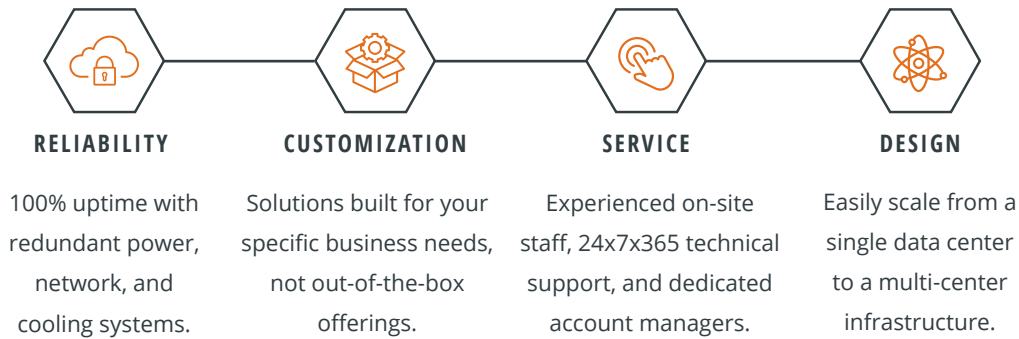 RELIABILITY
100% uptime with
redundant power,
network, and
cooling systems.
CUSTOMIZATION
Solutions built for your
specific business needs,
not out-of-the-box
offerings.
SERVICE
Experienced on-site
staff, 24x7x365 technical
support, and dedicated
account managers.
DESIGN
Easily scale from a
single data center
to a multi-center
infrastructure.